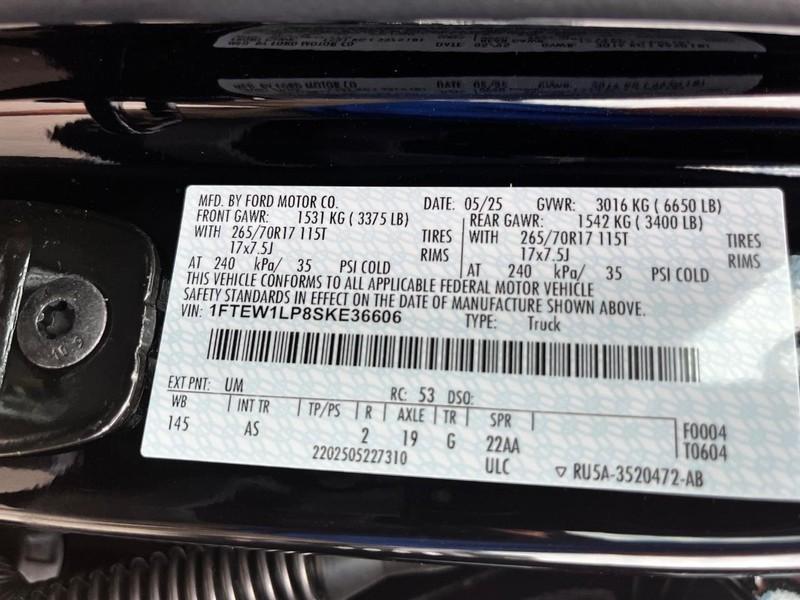 MFD. BY FORD MOTOR CO. DATE: 05/25 GVWR: 3016 KG ( 6650 LB)
FRONT GAWR: 1531 KG ( 3375 LB) REAR GAWR: 1542 KG ( 3400 LB)
WITH 265/70R17 115T TIRES WITH 265/70R17 115T TIRES
17x7.5J RIMS 17x7.5J RIMS
AT 240 kPa/ 35 PSI COLD AT 240 kPa/ 35 PSI COLD
THIS VEHICLE CONFORMS TO ALL APPLICABLE FEDERAL MOTOR VEHICLE
SAFETY STANDARDS IN EFFECT ON THE DATE OF MANUFACTURE SHOWN ABOVE.
VIN: 1FTEW1LP8SKE36606 TYPE: Truck
EXT PNT: UM RC: 53 DSO:
WB INT TR TP/PS R AXLE TR SPR
145 AS 2 19 G 22AA F0004
2202505227310 ULC T0604
RU5A-3520472-AB
10.9